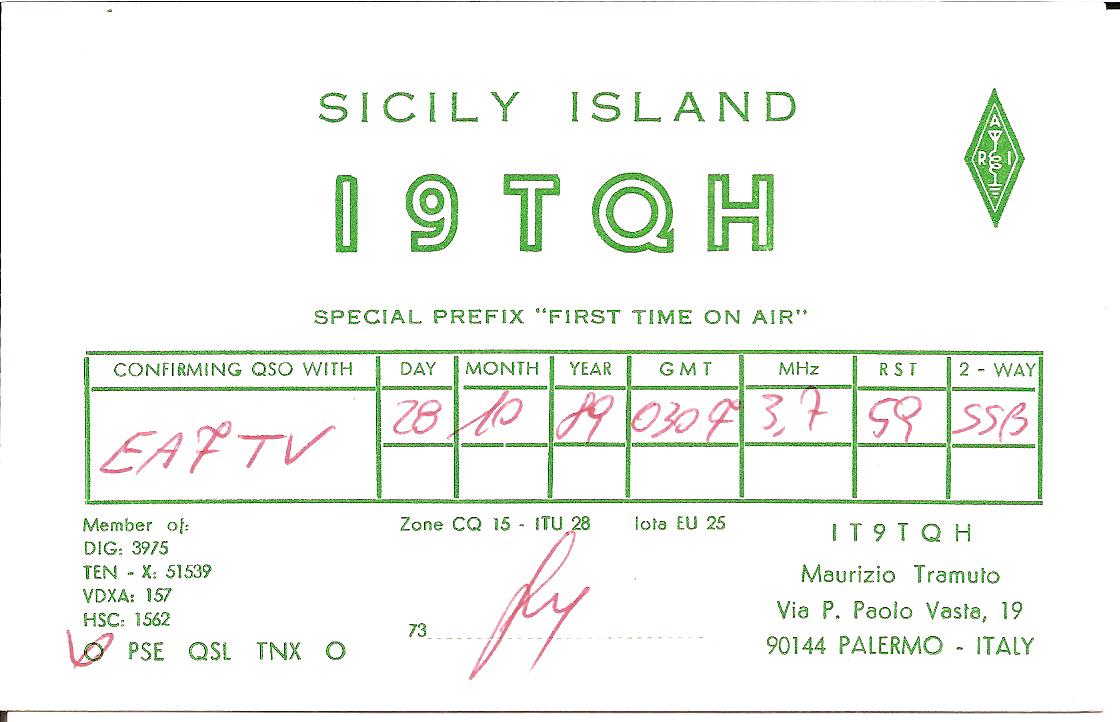 SICILY ISLAND
A
R I
I9TQH
SPECIAL PREFIX "FIRST TIME ON AIR"
CONFIRMING QSO WITH DAY MONTH YEAR GMT MHz RST 2 - WAY
EA7TV 28 10 89 0307 3,7 59 SSB
Member of:
DIG: 3975
TEN - X: 51539
VDXA: 157
HSC: 1562
O PSE QSL TNX O
Zone CQ 15 - ITU 28 Iota EU 25
73
IT9TQH
Maurizio Tramuto
Via P. Paolo Vasta, 19
90144 PALERMO - ITALY